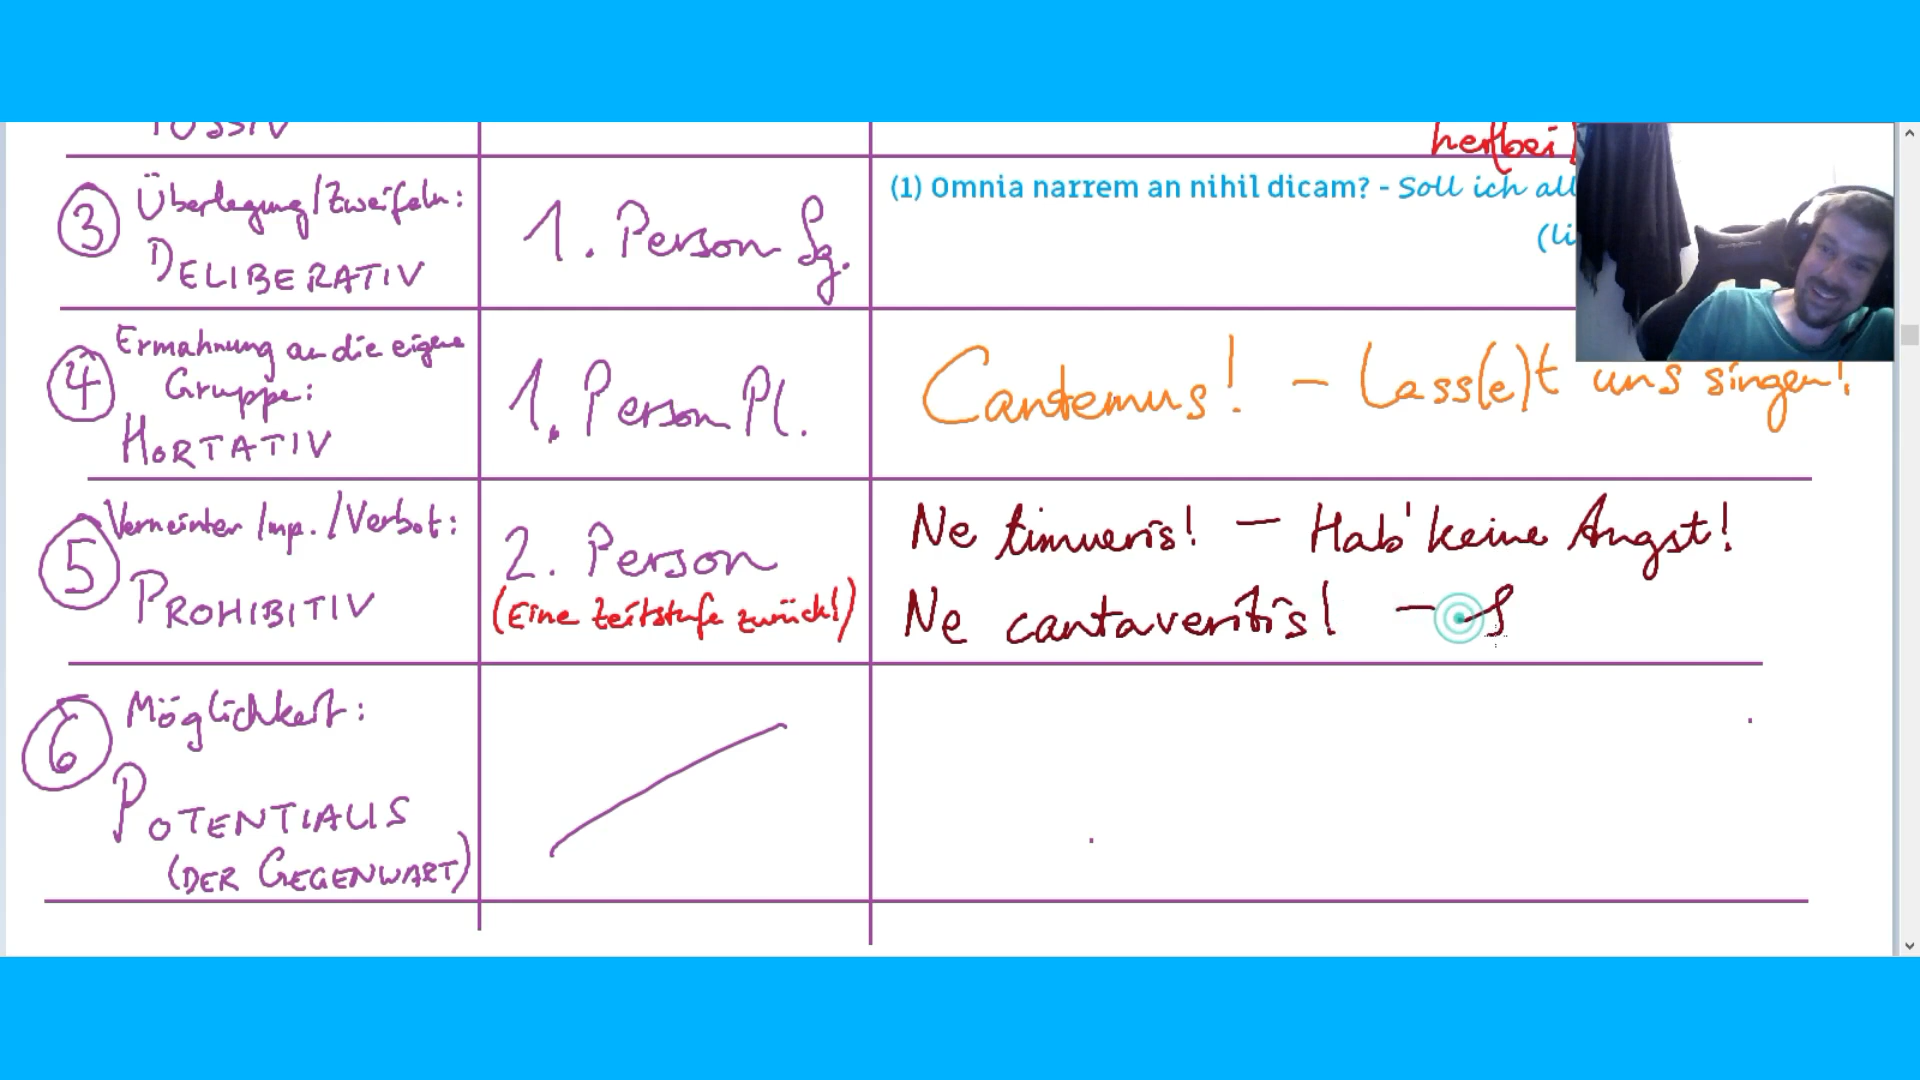 herbei
③ Überlegung/Zweifeln:
DELIBERATIV
1. Person Sg.
(1) Omnia narrem an nihil dicam? - Soll ich all
(li
④ Ermahnung an die eigene
Gruppe:
HORTATIV
1. Person Pl.
Cantemus! - Lass(e)t uns singen!
⑤ Verneinter Imp./Verbot:
PROHIBITIV
2. Person
(Eine Zeitstufe zurück!)
Ne timueris! - Hab' keine Angst!
Ne cantaveritis! - S
⑥ Möglichkeit:
POTENTIALIS
(DER GEGENWART)